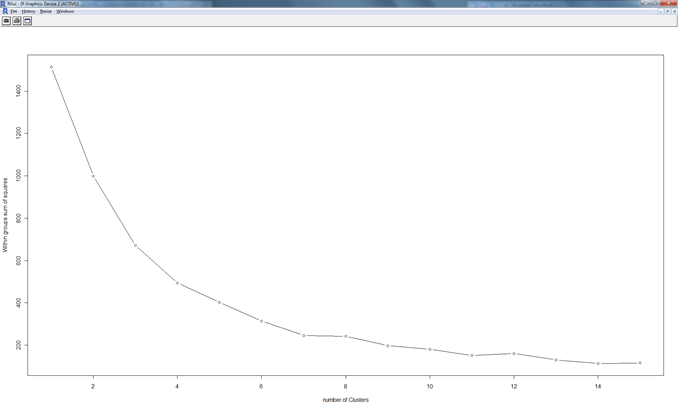 RGui - [R Graphics: Device 2 (ACTIVE)]
File History Resize Windows
Within groups sum of squares
1400
1200
1000
800
600
400
200
2 4 6 8 10 12 14
number of Clusters